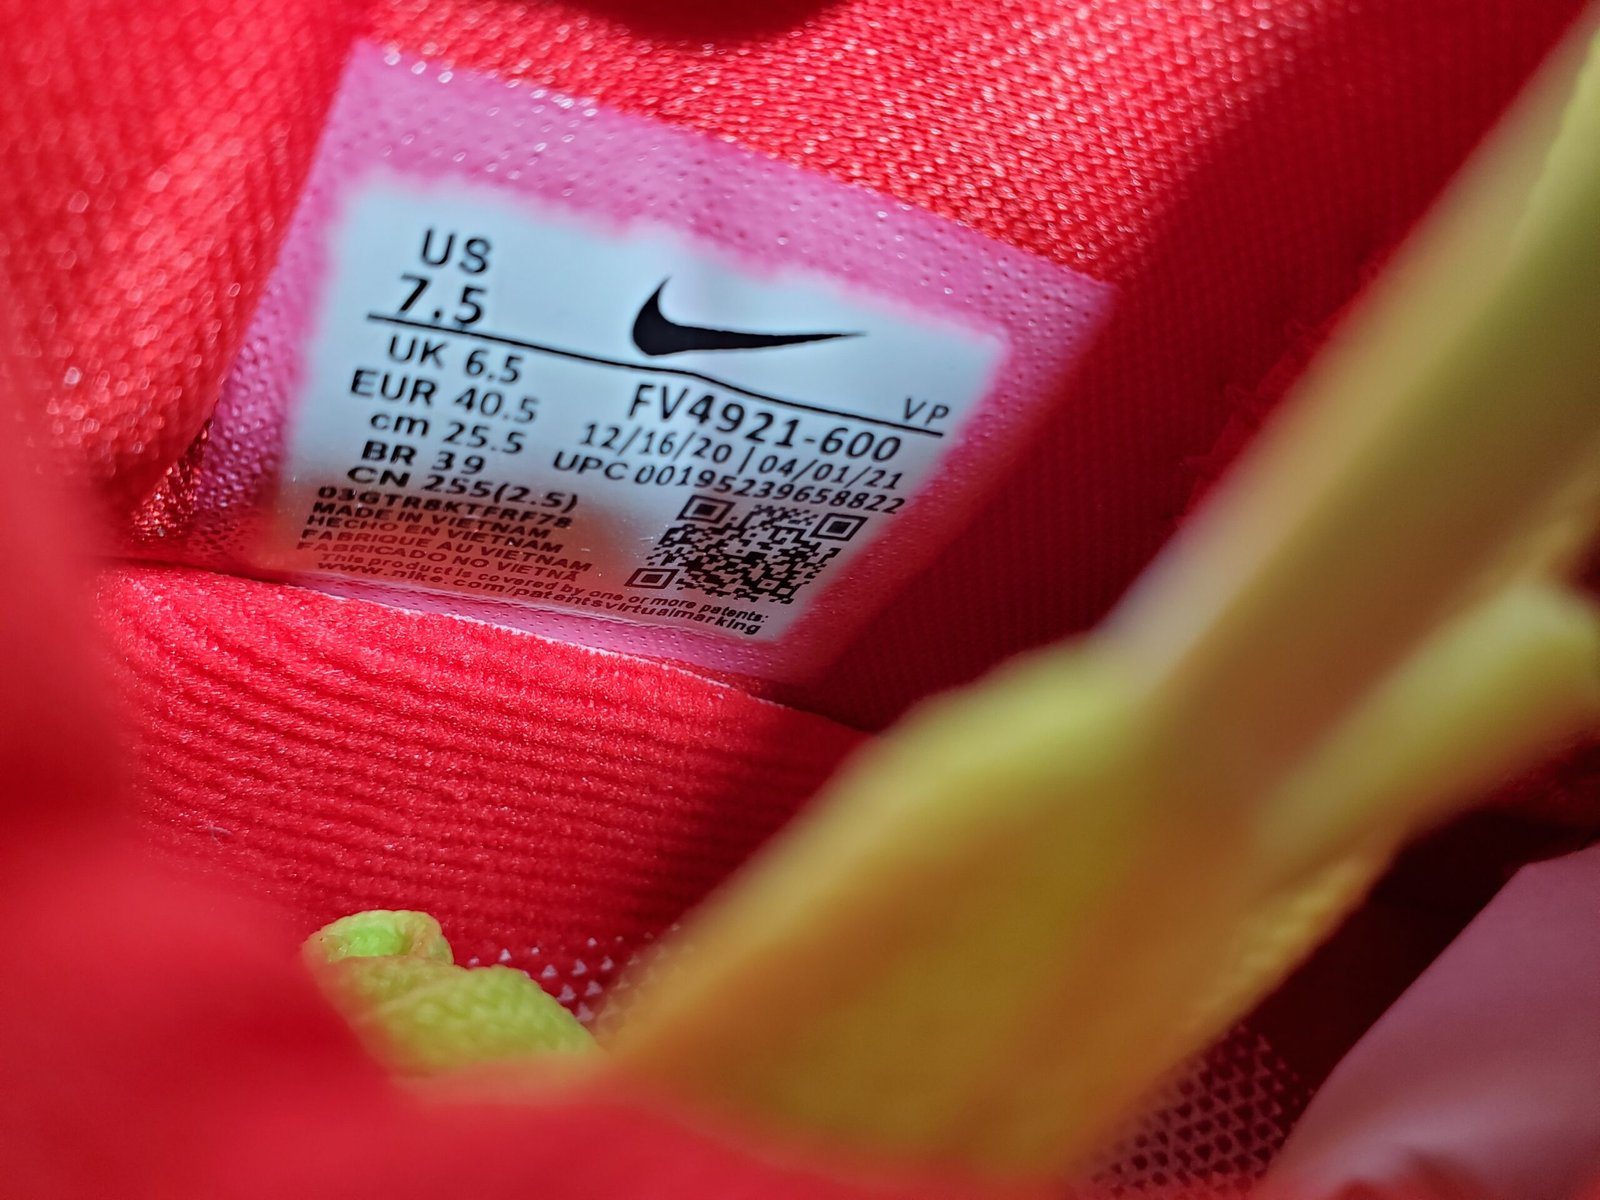 US
7.5
UK 6.5
EUR 40.5
cm 25.5
BR 39
CN 255(2.5)
VP
FV4921-600
12/16/20 | 04/01/21
UPC 00195239658822
03GTR8KTFRF78
MADE IN VIETNAM
HECHO EN VIETNAM
FABRIQUE AU VIETNAM
FABRICADO NO VIETNÃ
This product is covered by one or more patents:
www.nike.com/patentsvirtualmarking